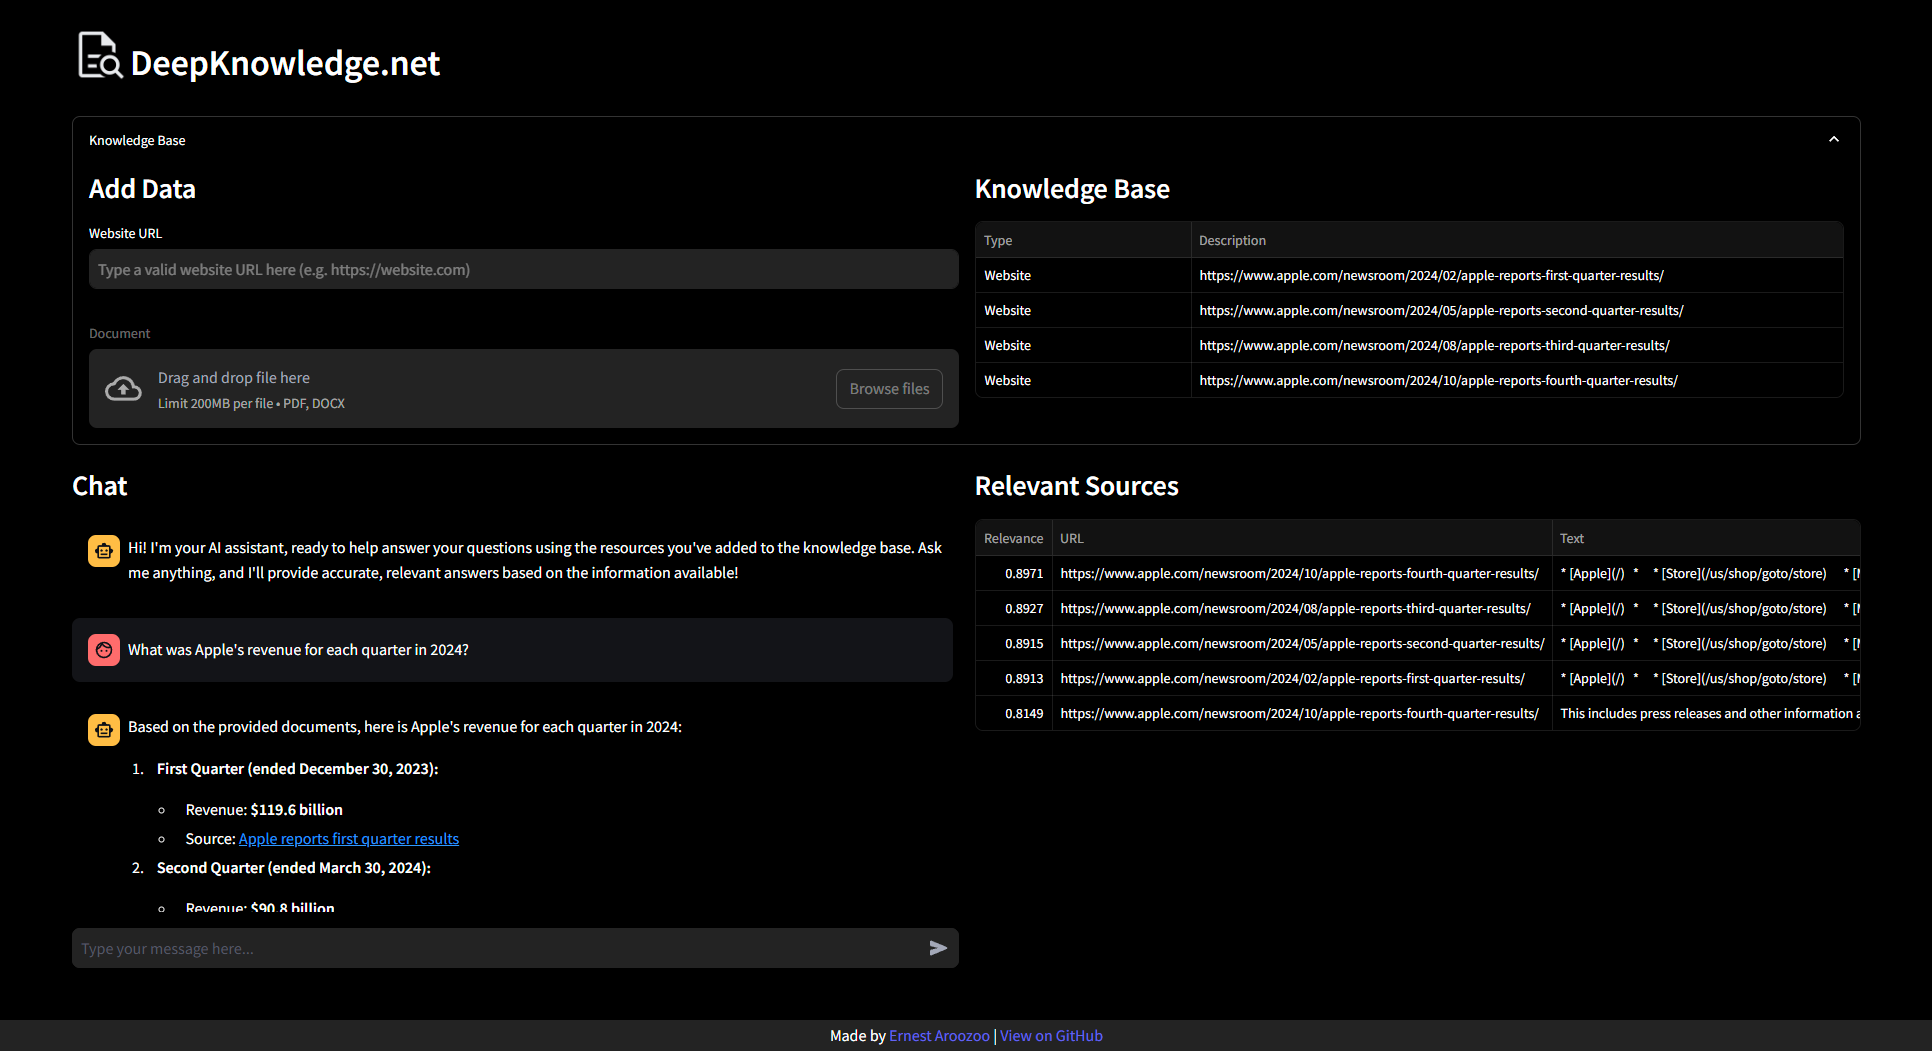 DeepKnowledge.net
Knowledge Base
Add Data
Website URL
Type a valid website URL here (e.g. https://website.com)
Document
Drag and drop file here
Limit 200MB per file • PDF, DOCX
Browse files
Knowledge Base
Type Description
Website https://www.apple.com/newsroom/2024/02/apple-reports-first-quarter-results/
Website https://www.apple.com/newsroom/2024/05/apple-reports-second-quarter-results/
Website https://www.apple.com/newsroom/2024/08/apple-reports-third-quarter-results/
Website https://www.apple.com/newsroom/2024/10/apple-reports-fourth-quarter-results/
Chat
Hi! I'm your AI assistant, ready to help answer your questions using the resources you've added to the knowledge base. Ask
me anything, and I'll provide accurate, relevant answers based on the information available!
What was Apple's revenue for each quarter in 2024?
Based on the provided documents, here is Apple's revenue for each quarter in 2024:
1. First Quarter (ended December 30, 2023):
◦ Revenue: $119.6 billion
◦ Source: Apple reports first quarter results
2. Second Quarter (ended March 30, 2024):
◦ Revenue: $90.8 billion
Type your message here...
Relevant Sources
Relevance URL Text
0.8971 https://www.apple.com/newsroom/2024/10/apple-reports-fourth-quarter-results/ * [Apple](/) * * [Store](/us/shop/goto/store) * [
0.8927 https://www.apple.com/newsroom/2024/08/apple-reports-third-quarter-results/ * [Apple](/) * * [Store](/us/shop/goto/store) * [
0.8915 https://www.apple.com/newsroom/2024/05/apple-reports-second-quarter-results/ * [Apple](/) * * [Store](/us/shop/goto/store) * [
0.8913 https://www.apple.com/newsroom/2024/02/apple-reports-first-quarter-results/ * [Apple](/) * * [Store](/us/shop/goto/store) * [
0.8149 https://www.apple.com/newsroom/2024/10/apple-reports-fourth-quarter-results/ This includes press releases and other information
Made by Ernest Aroozoo | View on GitHub